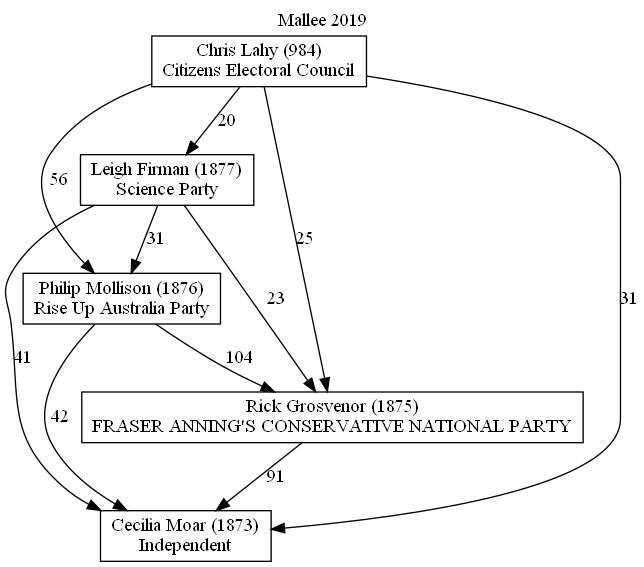 Mallee 2019
Chris Lahy (984)
Citizens Electoral Council
20
Leigh Firman (1877)
Science Party
56
31
25
Philip Mollison (1876)
Rise Up Australia Party
23
31
41
104
42
Rick Grosvenor (1875)
FRASER ANNING'S CONSERVATIVE NATIONAL PARTY
91
Cecilia Moar (1873)
Independent